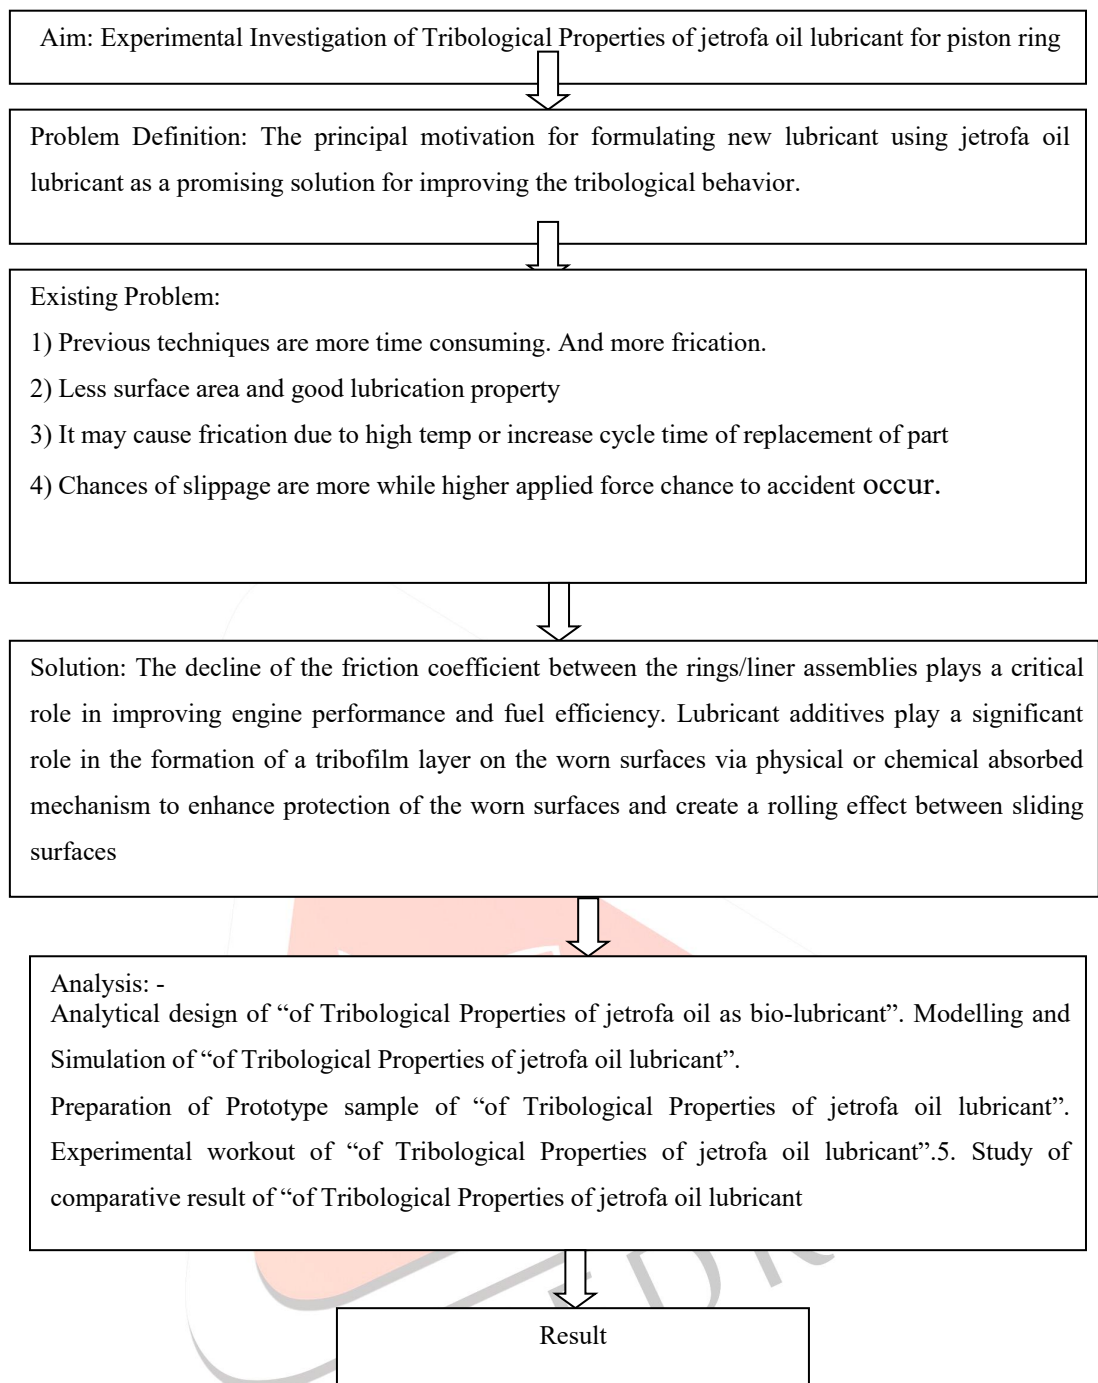 Aim: Experimental Investigation of Tribological Properties of jetrofa oil lubricant for piston ring
Problem Definition: The principal motivation for formulating new lubricant using jetrofa oil
lubricant as a promising solution for improving the tribological behavior.
Existing Problem:
1) Previous techniques are more time consuming. And more frication.
2) Less surface area and good lubrication property
3) It may cause frication due to high temp or increase cycle time of replacement of part
4) Chances of slippage are more while higher applied force chance to accident occur.
Solution: The decline of the friction coefficient between the rings/liner assemblies plays a critical
role in improving engine performance and fuel efficiency. Lubricant additives play a significant
role in the formation of a tribofilm layer on the worn surfaces via physical or chemical absorbed
mechanism to enhance protection of the worn surfaces and create a rolling effect between sliding
surfaces
Analysis: -
Analytical design of “of Tribological Properties of jetrofa oil as bio-lubricant”. Modelling and
Simulation of “of Tribological Properties of jetrofa oil lubricant”.
Preparation of Prototype sample of “of Tribological Properties of jetrofa oil lubricant”.
Experimental workout of “of Tribological Properties of jetrofa oil lubricant”.5. Study of
comparative result of “of Tribological Properties of jetrofa oil lubricant
Result